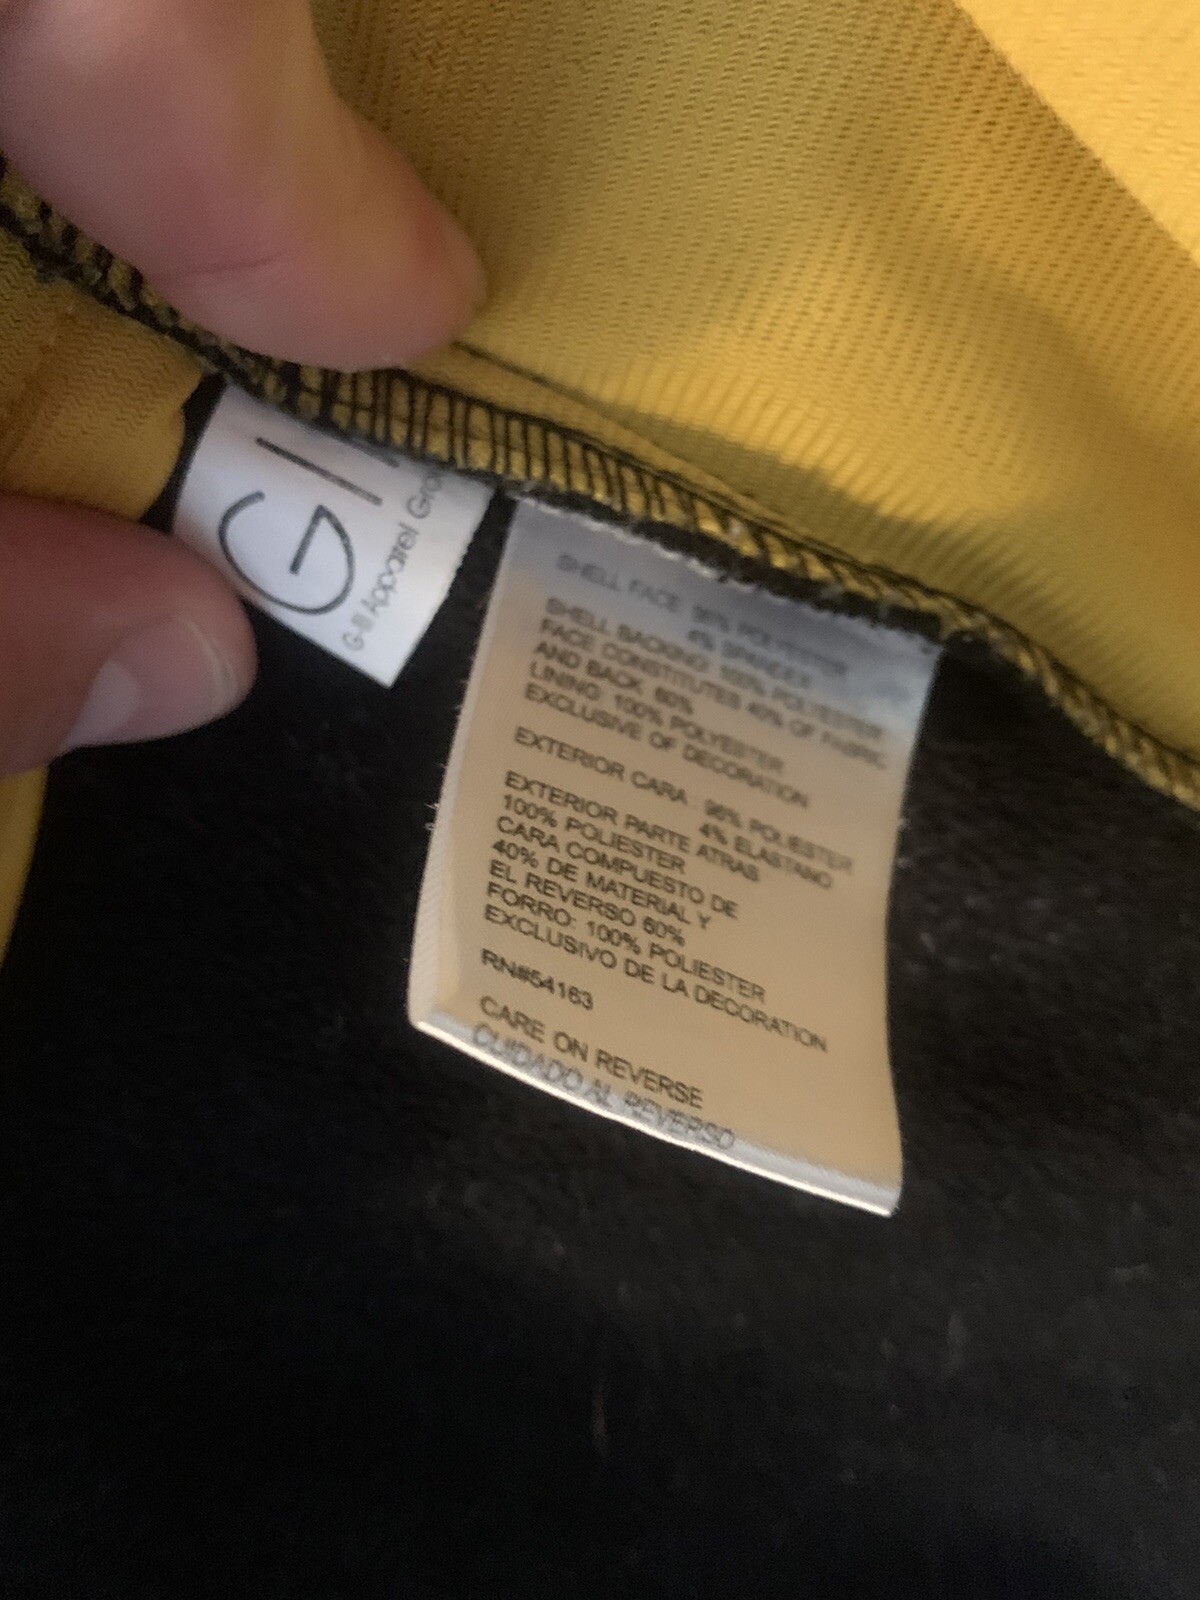 G-III
G-III Apparel Gro
SHELL FACE 96% POLYESTER
4% SPANDEX
SHELL BACKING: 100% POLYESTER
FACE CONSTITUTES 40% OF FABRIC
AND BACK 60%
LINING: 100% POLYESTER
EXCLUSIVE OF DECORATION
EXTERIOR CARA : 96% POLIESTER
4% ELASTANO
EXTERIOR PARTE ATRAS
100% POLIESTER
CARA COMPUESTO DE
40% DE MATERIAL Y
EL REVERSO 60%
FORRO: 100% POLIESTER
EXCLUSIVO DE LA DECORATION
RN#54163
CARE ON REVERSE
CUIDADO AL REVERSO